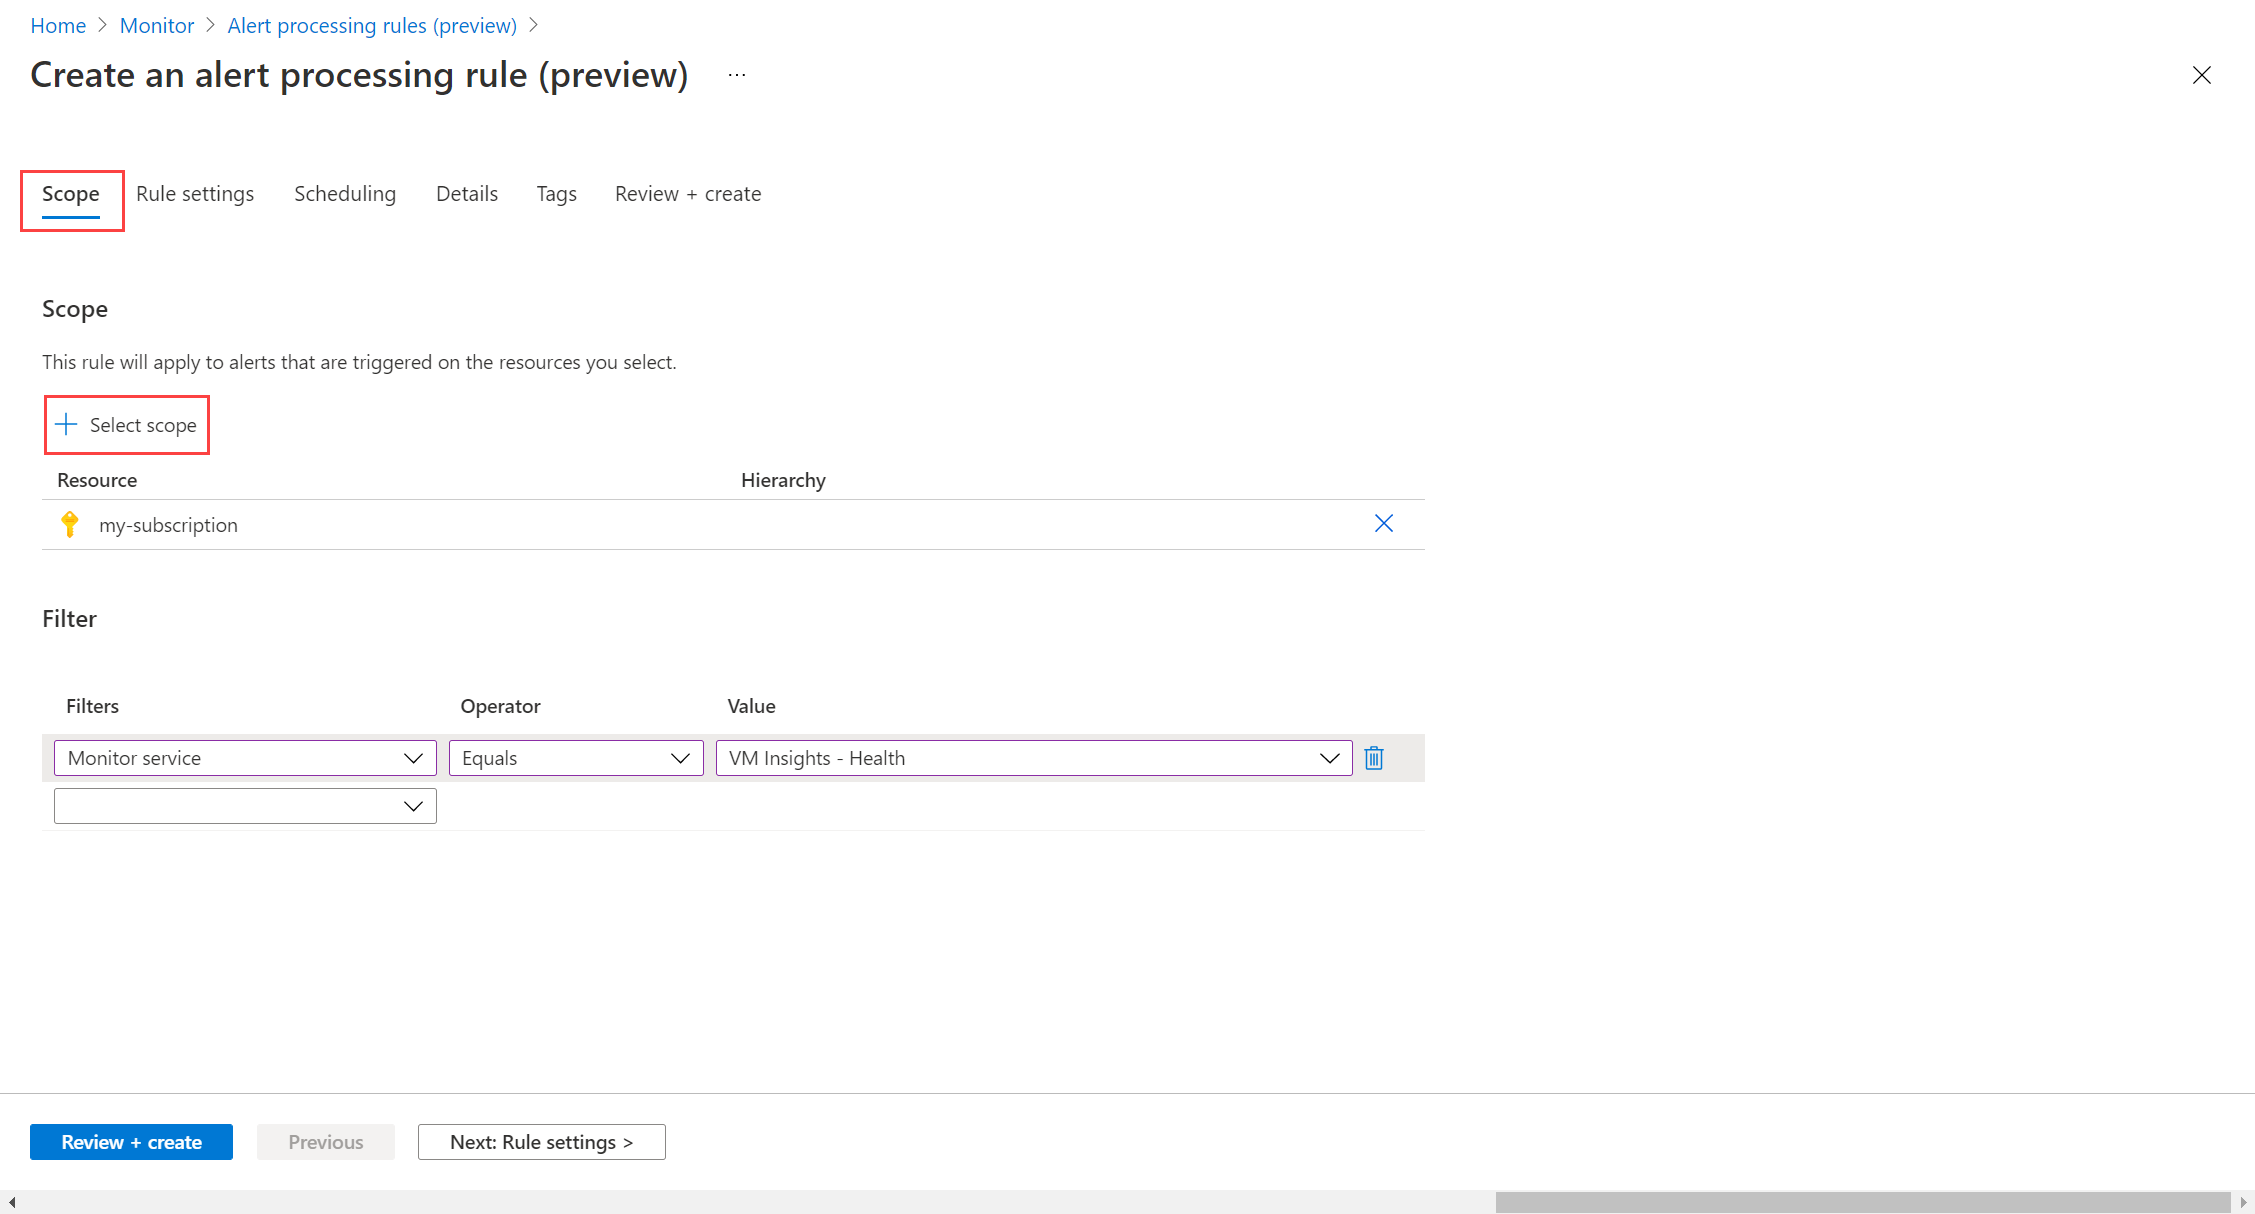 Home > Monitor > Alert processing rules (preview) >
Create an alert processing rule (preview) ...
Scope Rule settings Scheduling Details Tags Review + create
Scope
This rule will apply to alerts that are triggered on the resources you select.
+ Select scope
Resource Hierarchy
my-subscription
Filter
Filters Operator Value
Monitor service Equals VM Insights - Health
Review + create Previous Next: Rule settings >